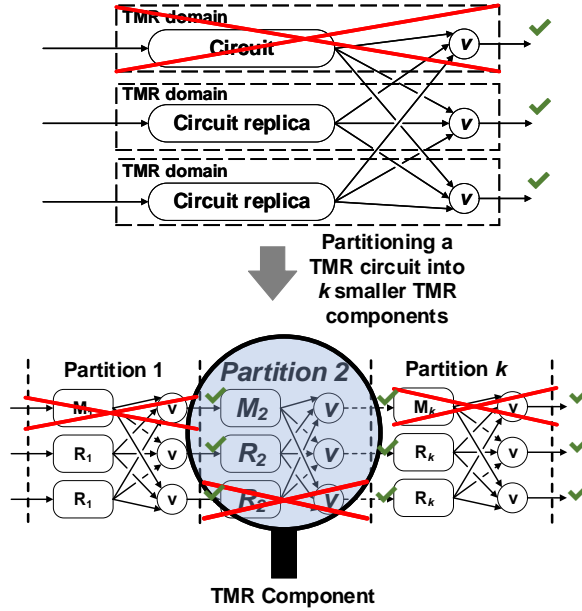 TMR domain
Circuit
v
TMR domain
Circuit replica
v
TMR domain
Circuit replica
v
Partitioning a
TMR circuit into
k smaller TMR
components
Partition 1
Partition 2
Partition k
M1
v
M2
v
Mk
v
R1
v
R2
v
Rk
v
R1
v
R2
v
Rk
v
TMR Component